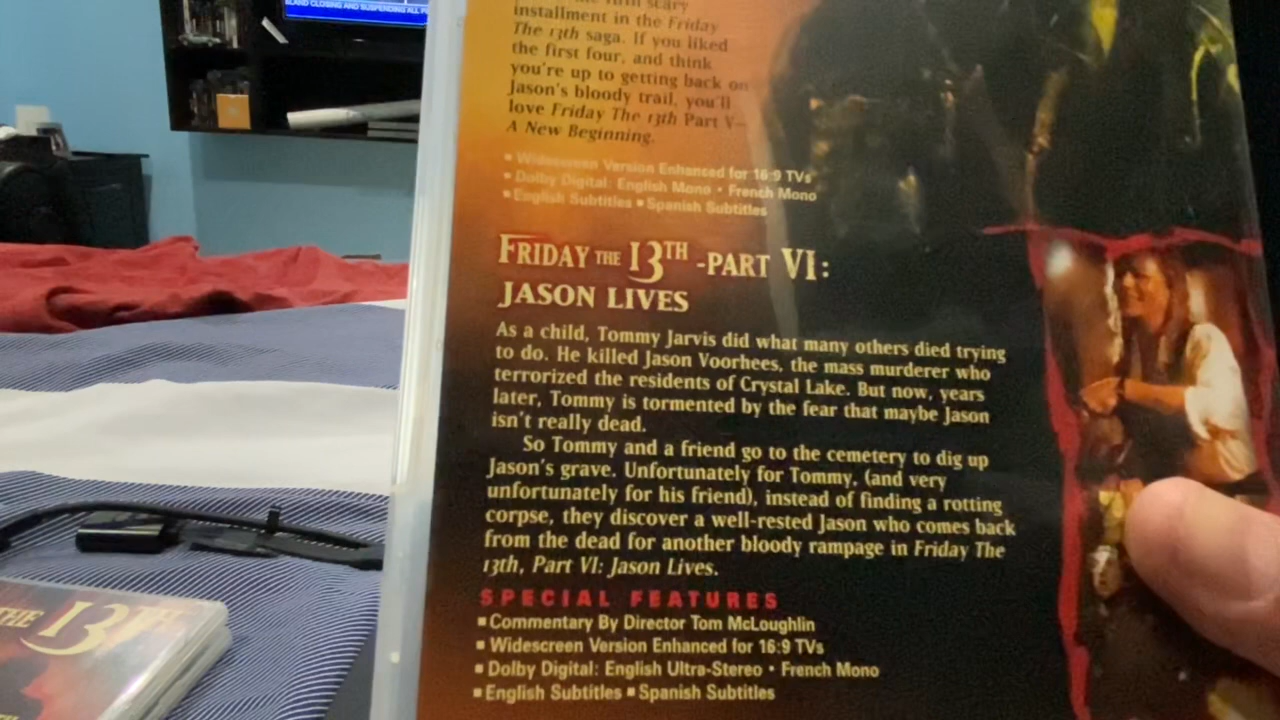 LAND CLOSING AND SUSPENDING ALL
scary
installment in the Friday
The 13th saga. If you liked
the first four, and think
you're up to getting back on
Jason's bloody trail, you'll
love Friday The 13th Part V—
A New Beginning.
▪ Widescreen Version Enhanced for 16:9 TVs
▪ Dolby Digital: English Mono • French Mono
▪ English Subtitles ▪ Spanish Subtitles
FRIDAY THE 13TH -PART VI:
JASON LIVES
As a child, Tommy Jarvis did what many others died trying
to do. He killed Jason Voorhees, the mass murderer who
terrorized the residents of Crystal Lake. But now, years
later, Tommy is tormented by the fear that maybe Jason
isn't really dead.
So Tommy and a friend go to the cemetery to dig up
Jason's grave. Unfortunately for Tommy, (and very
unfortunately for his friend), instead of finding a rotting
corpse, they discover a well-rested Jason who comes back
from the dead for another bloody rampage in Friday The
13th, Part VI: Jason Lives.
SPECIAL FEATURES
▪ Commentary By Director Tom McLoughlin
▪ Widescreen Version Enhanced for 16:9 TVs
▪ Dolby Digital: English Ultra-Stereo • French Mono
▪ English Subtitles ▪ Spanish Subtitles
THE 13TH